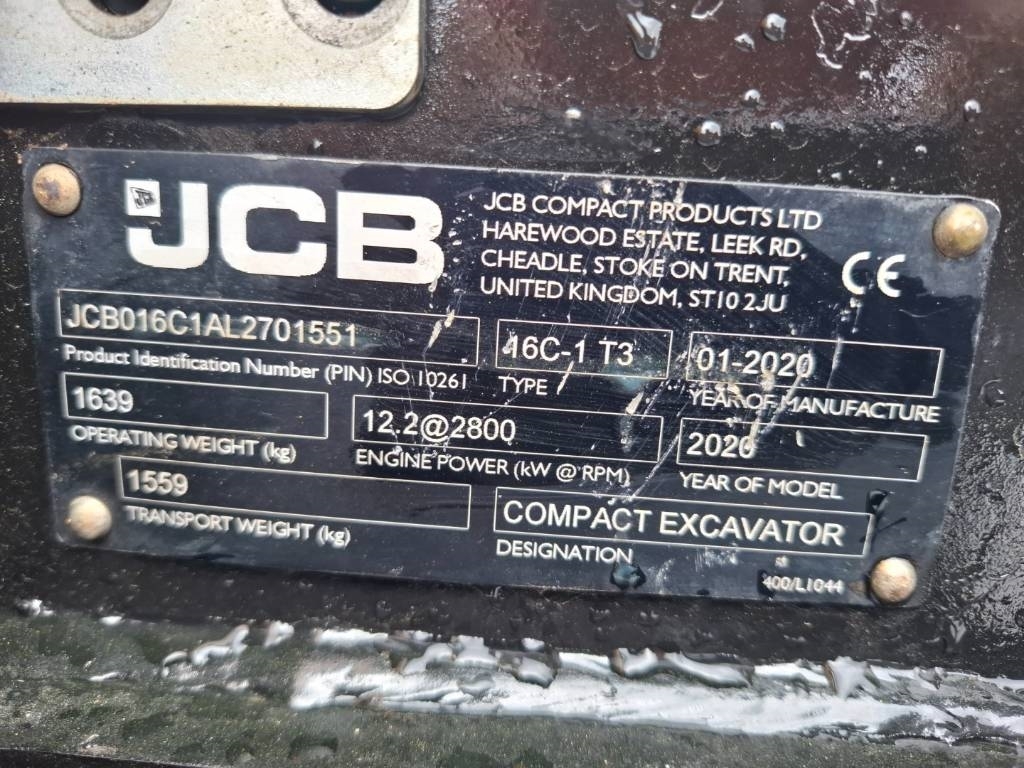 JCB
JCB COMPACT PRODUCTS LTD
HAREWOOD ESTATE, LEEK RD,
CHEADLE, STOKE ON TRENT,
UNITED KINGDOM, ST10 2JU
CE
JCB016C1AL2701551
Product Identification Number (PIN) ISO 10261
16C-1 T3
TYPE
01-2020
YEAR OF MANUFACTURE
1639
OPERATING WEIGHT (kg)
12.2@2800
ENGINE POWER (kW @ RPM)
2020
YEAR OF MODEL
1559
TRANSPORT WEIGHT (kg)
COMPACT EXCAVATOR
DESIGNATION
400/L1044